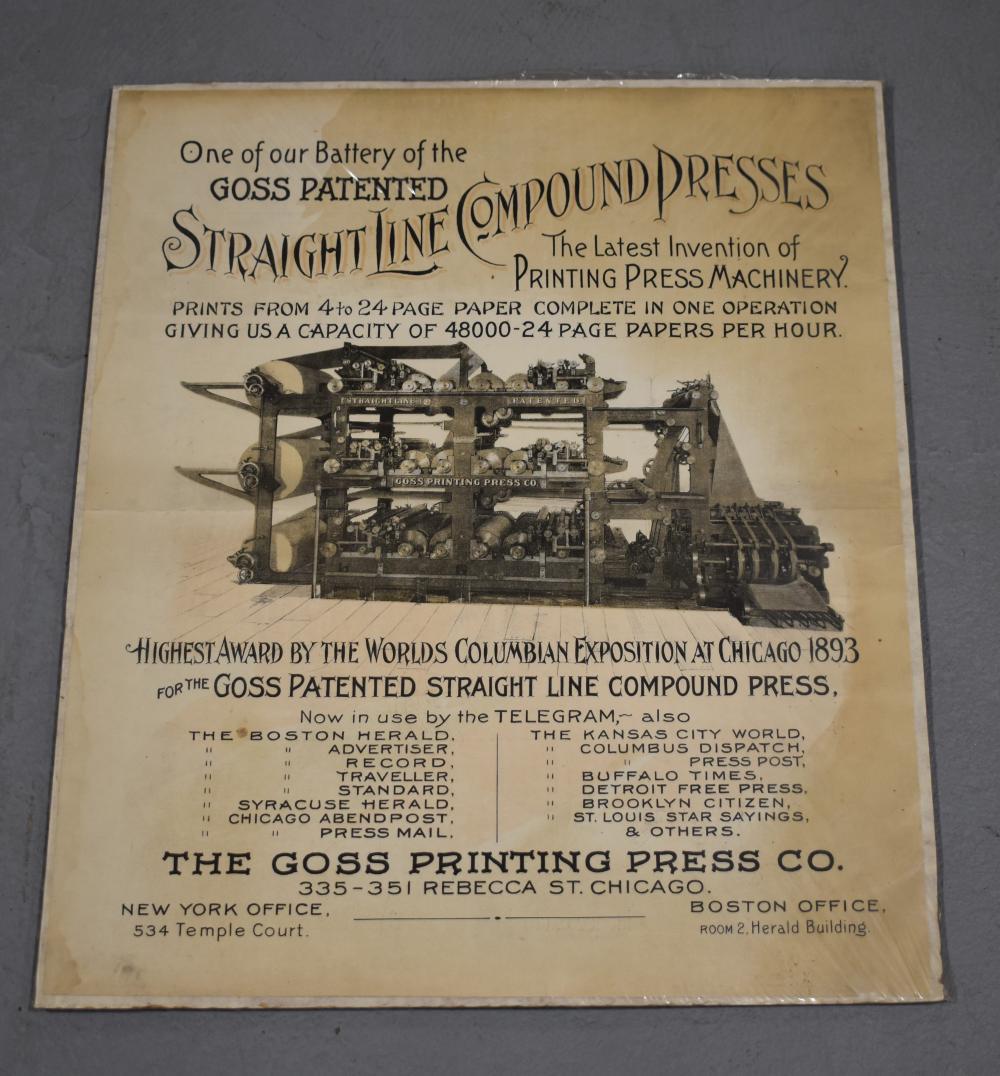 One of our Battery of the
GOSS PATENTED
STRAIGHT LINE COMPOUND PRESSES
The Latest Invention of
PRINTING PRESS MACHINERY.
PRINTS FROM 4 to 24 PAGE PAPER COMPLETE IN ONE OPERATION
GIVING US A CAPACITY OF 48000-24 PAGE PAPERS PER HOUR.
STRAIGHT LINE PATENTED
GOSS PRINTING PRESS CO.
HIGHEST AWARD BY THE WORLDS COLUMBIAN EXPOSITION AT CHICAGO 1893
FOR THE GOSS PATENTED STRAIGHT LINE COMPOUND PRESS,
Now in use by the TELEGRAM,~ also
THE BOSTON HERALD,
" " ADVERTISER,
" " RECORD,
" " TRAVELLER,
" " STANDARD,
" SYRACUSE HERALD,
" CHICAGO ABENDPOST,
" " PRESS MAIL,
THE KANSAS CITY WORLD,
" COLUMBUS DISPATCH,
" " PRESS POST,
" BUFFALO TIMES,
" DETROIT FREE PRESS,
" BROOKLYN CITIZEN,
" ST. LOUIS STAR SAYINGS,
& OTHERS.
THE GOSS PRINTING PRESS CO.
335-351 REBECCA ST. CHICAGO.
NEW YORK OFFICE,
534 Temple Court.
BOSTON OFFICE,
ROOM 2, Herald Building.